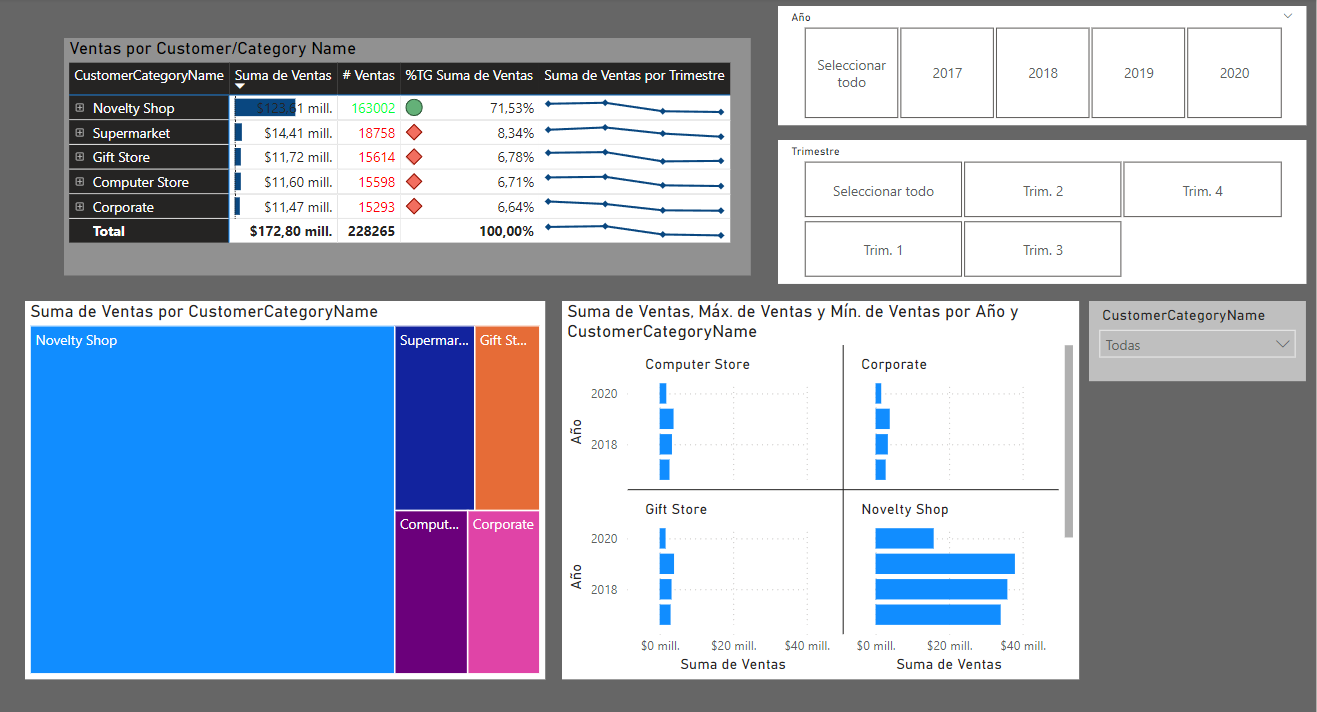 Ventas por Customer/Category Name
CustomerCategoryName Suma de Ventas # Ventas %TG Suma de Ventas Suma de Ventas por Trimestre
Novelty Shop $123,61 mill. 163002 71,53%
Supermarket $14,41 mill. 18758 8,34%
Gift Store $11,72 mill. 15614 6,78%
Computer Store $11,60 mill. 15598 6,71%
Corporate $11,47 mill. 15293 6,64%
Total $172,80 mill. 228265 100,00%
Año
Seleccionar
todo
2017 2018 2019 2020
Trimestre
Seleccionar todo Trim. 2 Trim. 4
Trim. 1 Trim. 3
Suma de Ventas por CustomerCategoryName
Novelty Shop Supermar... Gift St...
Comput... Corporate
Suma de Ventas, Máx. de Ventas y Mín. de Ventas por Año y
CustomerCategoryName
Computer Store Corporate
2020
Año
2018
Gift Store Novelty Shop
2020
Año
2018
$0 mill. $20 mill. $40 mill. $0 mill. $20 mill. $40 mill.
Suma de Ventas Suma de Ventas
CustomerCategoryName
Todas